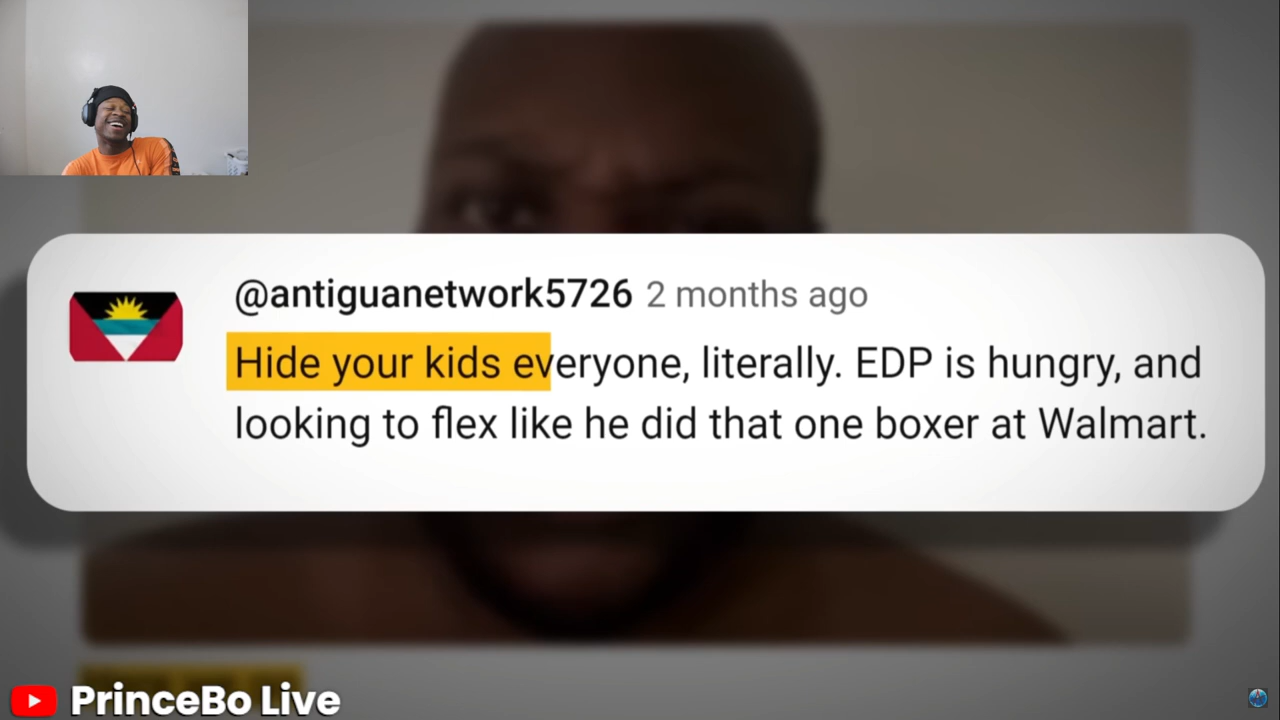 @antiguanetwork5726 2 months ago
Hide your kids everyone, literally. EDP is hungry, and
looking to flex like he did that one boxer at Walmart.
PrinceBo Live